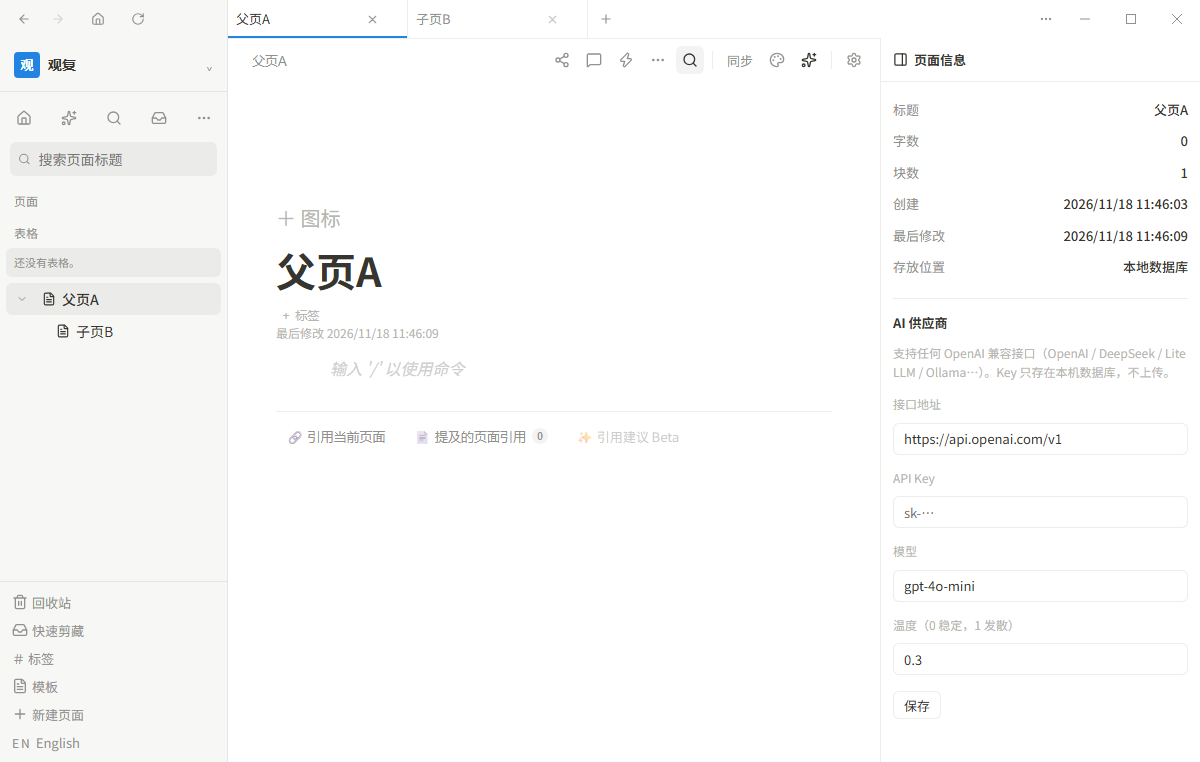 父页A
子页B
观 观复
搜索页面标题
页面
表格
还没有表格。
父页A
子页B
回收站
快速剪藏
# 标签
模板
新建页面
EN English
父页A
同步
+ 图标
父页A
+ 标签
最后修改 2026/11/18 11:46:09
输入 '/' 以使用命令
引用当前页面
提及的页面引用 0
引用建议 Beta
页面信息
标题 父页A
字数 0
块数 1
创建 2026/11/18 11:46:03
最后修改 2026/11/18 11:46:09
存放位置 本地数据库
AI 供应商
支持任何 OpenAI 兼容接口（OpenAI / DeepSeek / Lite
LLM / Ollama…）。Key 只存在本机数据库，不上传。
接口地址
https://api.openai.com/v1
API Key
sk-…
模型
gpt-4o-mini
温度（0 稳定，1 发散）
0.3
保存